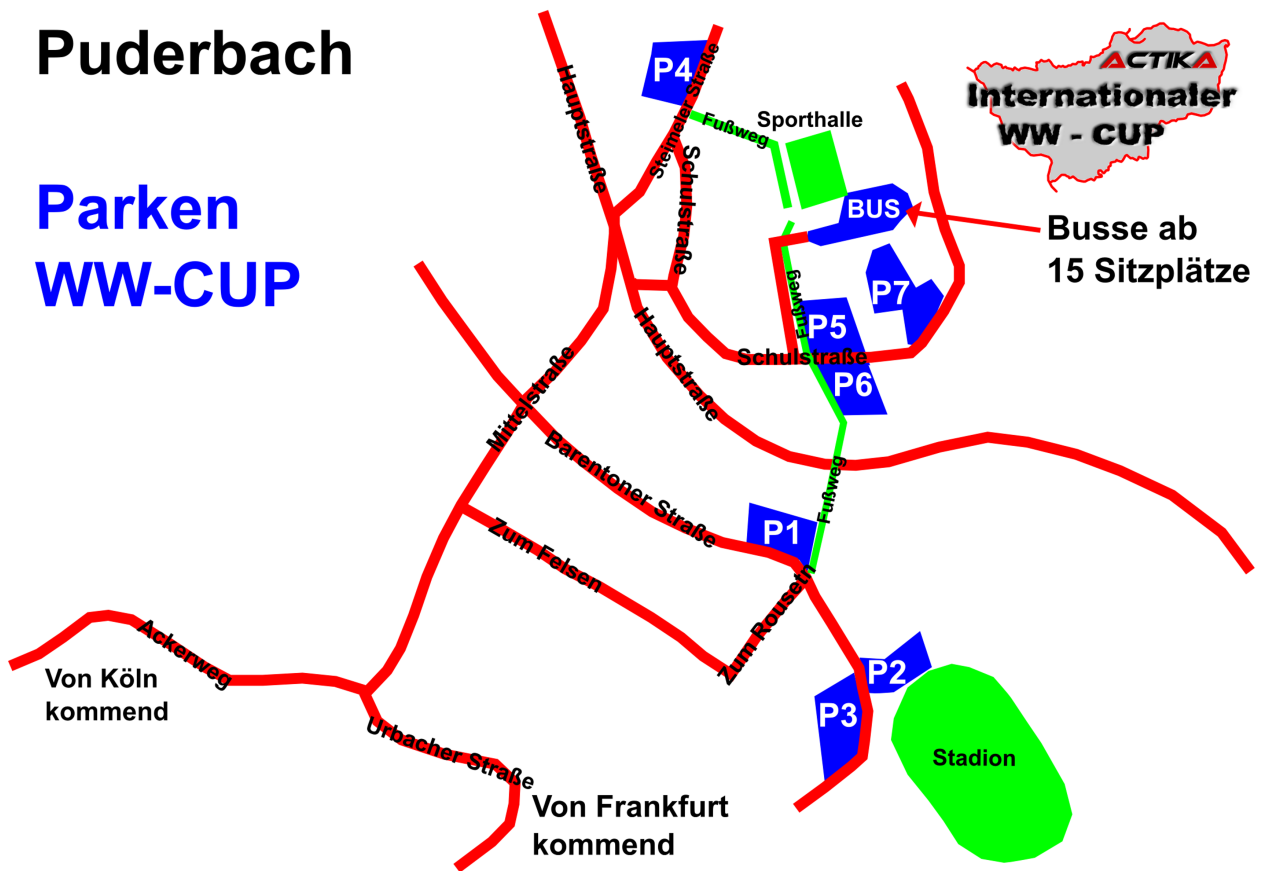 Puderbach
Parken
WW-CUP
ACTIKA
Internationaler
WW - CUP
Busse ab
15 Sitzplätze
P4
Hauptstraße
Steimeler Straße
Fußweg
Sporthalle
Schulstraße
BUS
P7
Fußweg
P5
Schulstraße
P6
Hauptstraße
Mittelstraße
Barentoner Straße
Fußweg
P1
Zum Felsen
Zum Rouseth
P2
P3
Stadion
Ackerweg
Von Köln
kommend
Urbacher Straße
Von Frankfurt
kommend